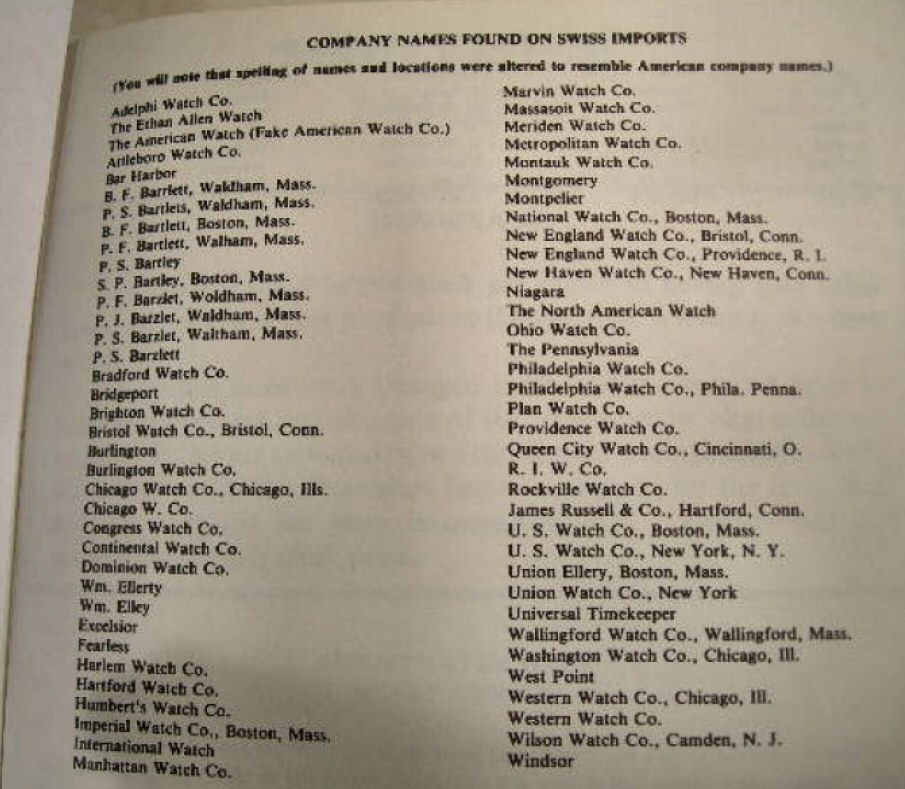 COMPANY NAMES FOUND ON SWISS IMPORTS
(You will note that spelling of names and locations were altered to resemble American company names.)
Adelphi Watch Co.
The Ethan Allen Watch
The American Watch (Fake American Watch Co.)
Attleboro Watch Co.
Bar Harbor
B. F. Barrlett, Waldham, Mass.
P. S. Bartlets, Waldham, Mass.
B. F. Bartlett, Boston, Mass.
P. F. Bartlett, Walham, Mass.
P. S. Bartley
S. P. Bartley, Boston, Mass.
P. F. Barzlet, Woldham, Mass.
P. J. Barzlet, Waldham, Mass.
P. S. Barzlet, Waltham, Mass.
P. S. Barzlett
Bradford Watch Co.
Bridgeport
Brighton Watch Co.
Bristol Watch Co., Bristol, Conn.
Burlington
Burlington Watch Co.
Chicago Watch Co., Chicago, Ills.
Chicago W. Co.
Congress Watch Co.
Continental Watch Co.
Dominion Watch Co.
Wm. Ellerty
Wm. Elley
Excelsior
Fearless
Harlem Watch Co.
Hartford Watch Co.
Humbert's Watch Co.
Imperial Watch Co., Boston, Mass.
International Watch
Manhattan Watch Co.
Marvin Watch Co.
Massasoit Watch Co.
Meriden Watch Co.
Metropolitan Watch Co.
Montauk Watch Co.
Montgomery
Montpelier
National Watch Co., Boston, Mass.
New England Watch Co., Bristol, Conn.
New England Watch Co., Providence, R. I.
New Haven Watch Co., New Haven, Conn.
Niagara
The North American Watch
Ohio Watch Co.
The Pennsylvania
Philadelphia Watch Co.
Philadelphia Watch Co., Phila. Penna.
Plan Watch Co.
Providence Watch Co.
Queen City Watch Co., Cincinnati, O.
R. I. W. Co.
Rockville Watch Co.
James Russell & Co., Hartford, Conn.
U. S. Watch Co., Boston, Mass.
U. S. Watch Co., New York, N. Y.
Union Ellery, Boston, Mass.
Union Watch Co., New York
Universal Timekeeper
Wallingford Watch Co., Wallingford, Mass.
Washington Watch Co., Chicago, Ill.
West Point
Western Watch Co., Chicago, Ill.
Western Watch Co.
Wilson Watch Co., Camden, N. J.
Windsor